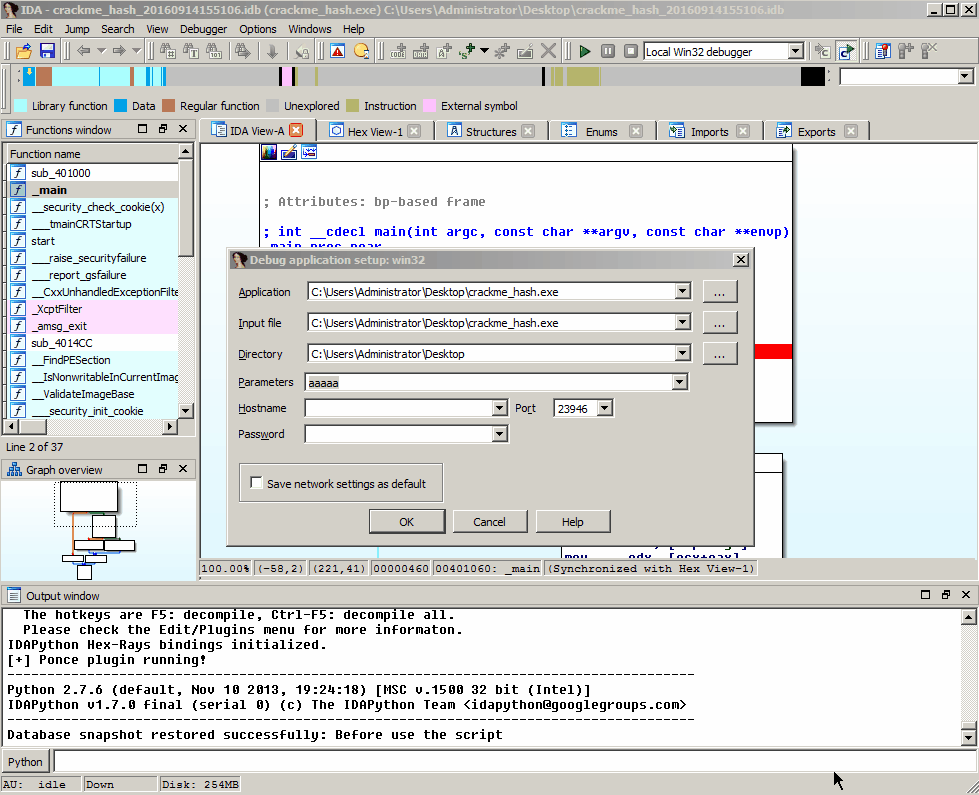 IDA - crackme_hash_20160914155106.idb (crackme_hash.exe) C:\Users\Administrator\Desktop\crackme_hash_20160914155106.idb
File Edit Jump Search View Debugger Options Windows Help
Local Win32 debugger
Library function Data Regular function Unexplored Instruction External symbol
Functions window
IDA View-A Hex View-1 Structures Enums Imports Exports
Function name
sub_401000
_main
__security_check_cookie(x)
___tmainCRTStartup
start
___raise_securityfailure
___report_gsfailure
__CxxUnhandledExceptionFilte
_XcptFilter
_amsg_exit
sub_4014CC
__FindPESection
__IsNonwritableInCurrentImag
__ValidateImageBase
___security_init_cookie
Line 2 of 37
Graph overview
; Attributes: bp-based frame
; int __cdecl main(int argc, const char **argv, const char **envp)
_main proc near
Debug application setup: win32
Application C:\Users\Administrator\Desktop\crackme_hash.exe ...
Input file C:\Users\Administrator\Desktop\crackme_hash.exe ...
Directory C:\Users\Administrator\Desktop ...
Parameters aaaaa
Hostname Port 23946
Password
Save network settings as default
OK Cancel Help
100.00% (-58,2) (221,41) 00000460 00401060: _main (Synchronized with Hex View-1)
Output window
The hotkeys are F5: decompile, Ctrl-F5: decompile all.
Please check the Edit/Plugins menu for more informaton.
IDAPython Hex-Rays bindings initialized.
[+] Ponce plugin running!
---------------------------------------------------------------------------------------------
Python 2.7.6 (default, Nov 10 2013, 19:24:18) [MSC v.1500 32 bit (Intel)]
IDAPython v1.7.0 final (serial 0) (c) The IDAPython Team <idapython@googlegroups.com>
---------------------------------------------------------------------------------------------
Database snapshot restored successfully: Before use the script
Python
AU: idle Down Disk: 254MB